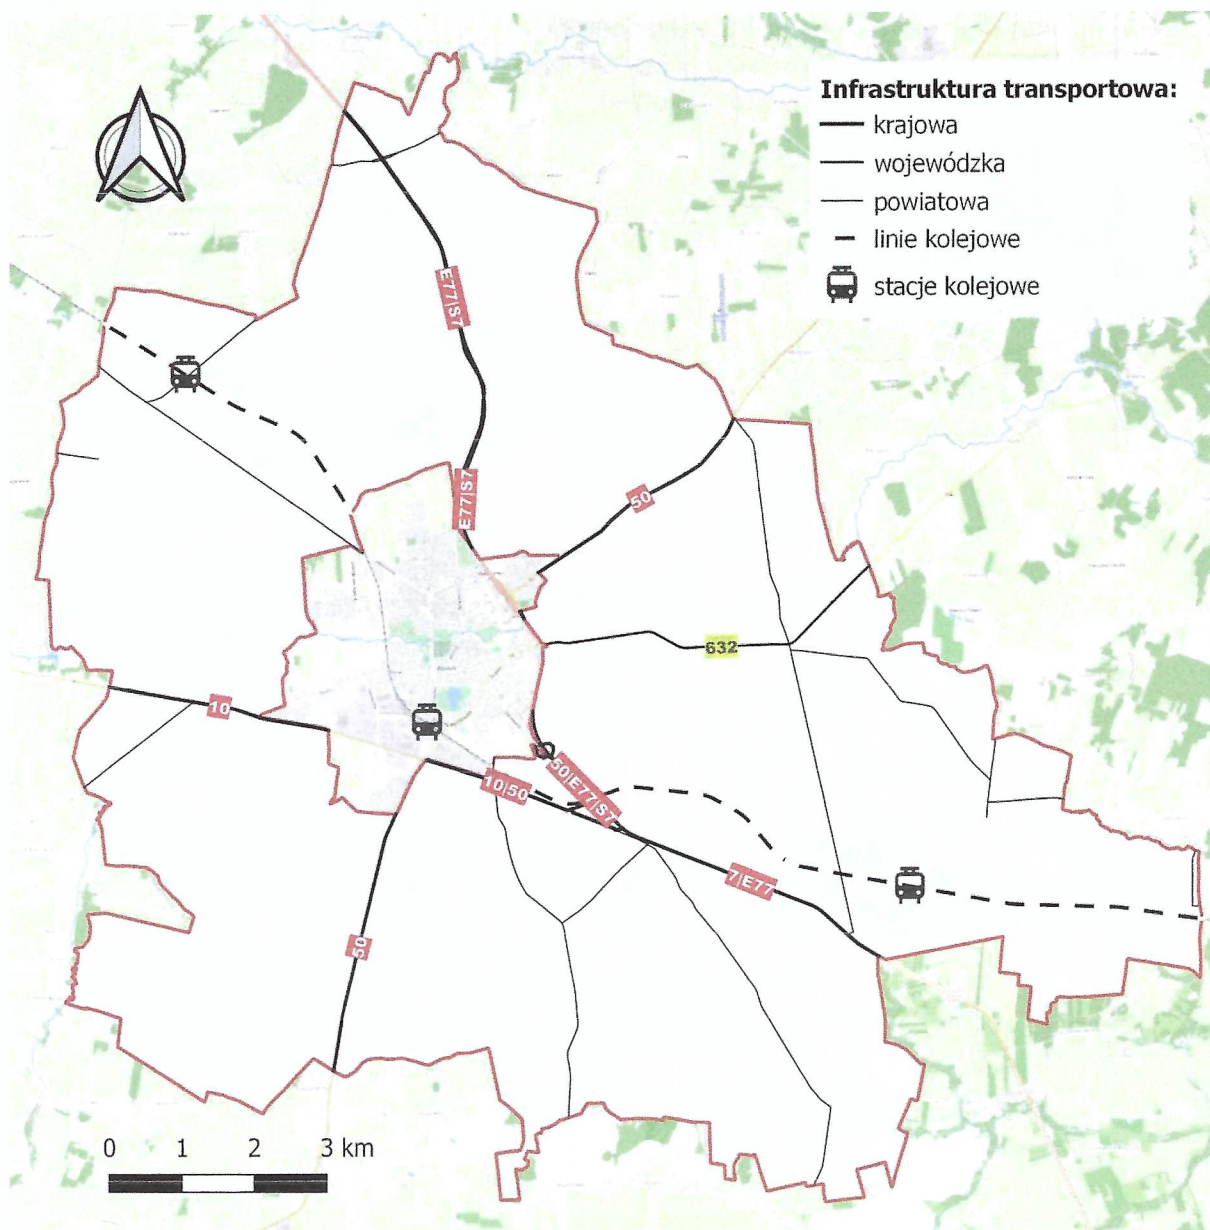 Infrastruktura transportowa:
krajowa
wojewódzka
powiatowa
linie kolejowe
stacje kolejowe
E77|S7
E77|S7
50
632
10
10|50
50|E77|S7
7|E77
50
0 1 2 3 km